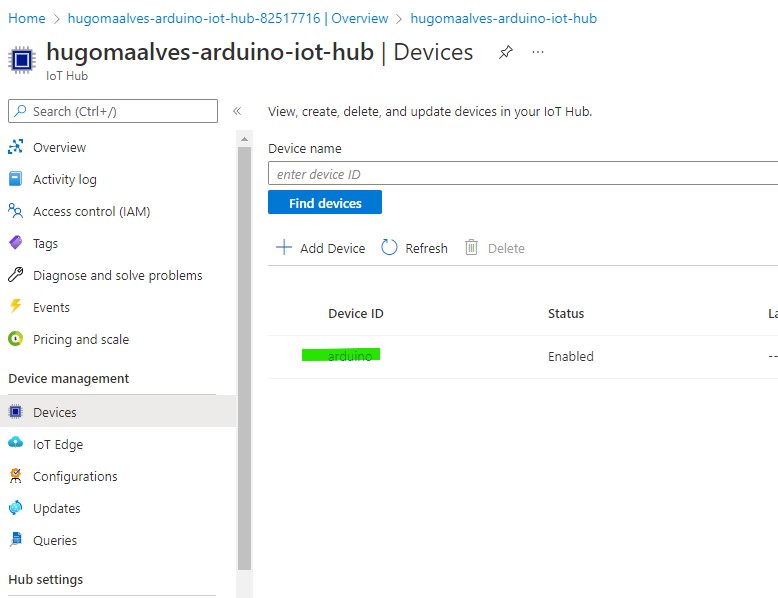 Home > hugomaalves-arduino-iot-hub-82517716 | Overview > hugomaalves-arduino-iot-hub
hugomaalves-arduino-iot-hub | Devices ...
IoT Hub
Search (Ctrl+/) «
Overview
Activity log
Access control (IAM)
Tags
Diagnose and solve problems
Events
Pricing and scale
Device management
Devices
IoT Edge
Configurations
Updates
Queries
Hub settings
View, create, delete, and update devices in your IoT Hub.
Device name
enter device ID
Find devices
Add Device Refresh Delete
Device ID Status La
arduino Enabled --